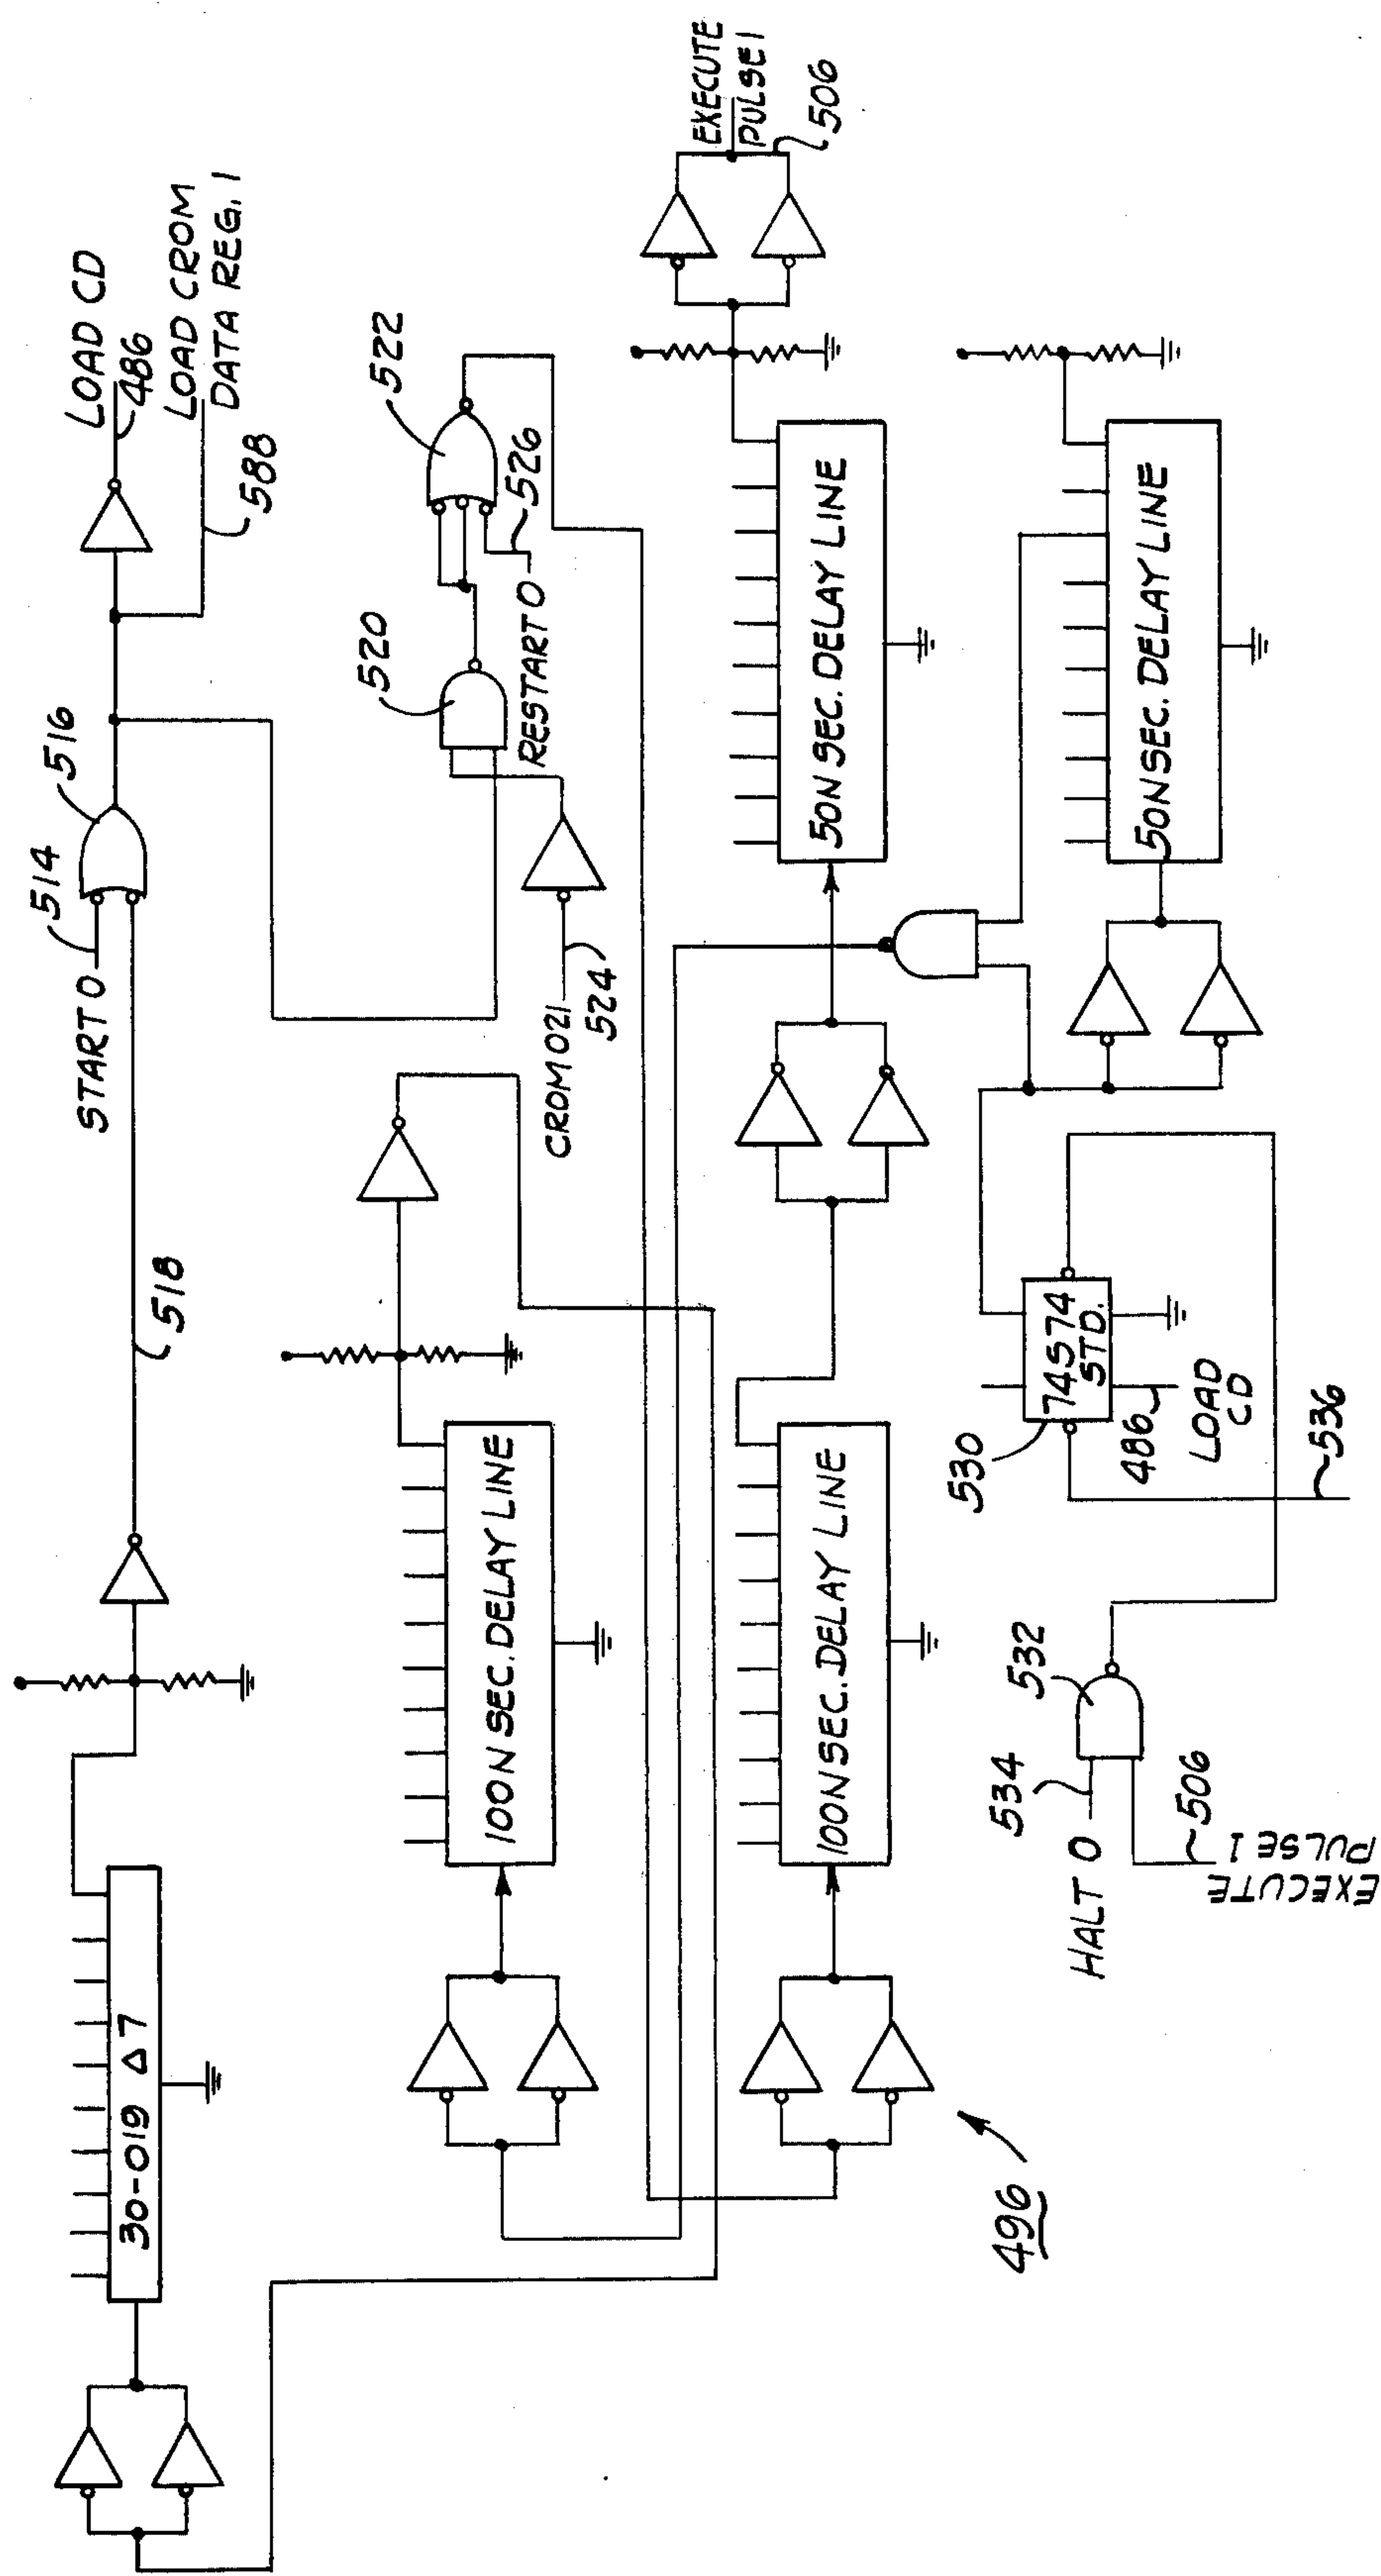 30-019 Δ 7
518
START 0
514
516
LOAD CD
486
LOAD CROM
DATA REG. 1
588
100N SEC. DELAY LINE
CROM 021
524
520
RESTART 0
526
522
100N SEC. DELAY LINE
50N SEC. DELAY LINE
EXECUTE
PULSE 1
506
496
HALT 0
534
532
EXECUTE
PULSE 1
506
530
74S74
STD.
486
LOAD
CD
536
50N SEC. DELAY LINE